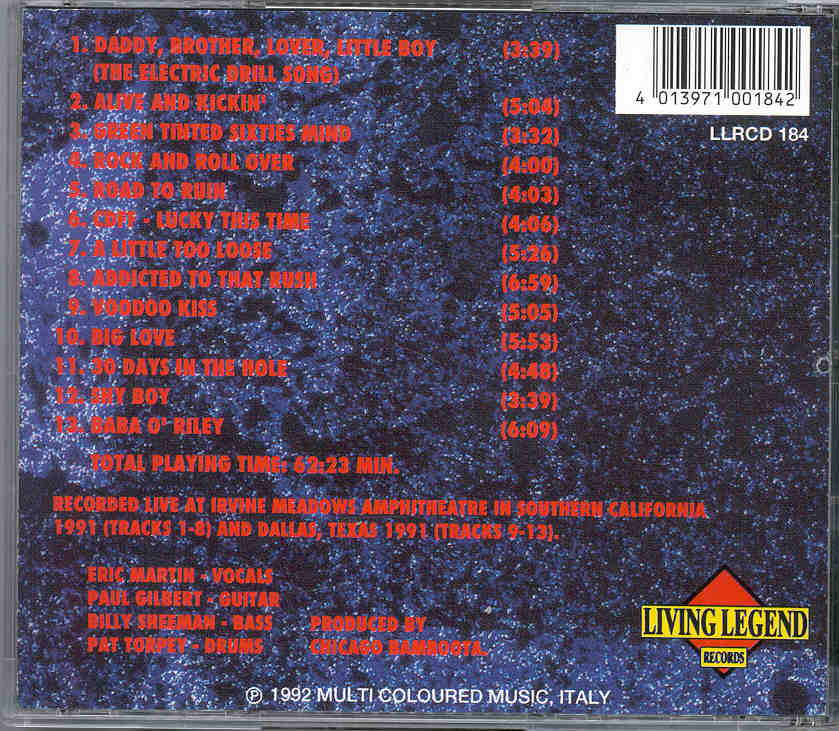 1. DADDY, BROTHER, LOVER, LITTLE BOY (3:39)
(THE ELECTRIC DRILL SONG)
2. ALIVE AND KICKIN' (5:04)
3. GREEN TINTED SIXTIES MIND (3:32)
4. ROCK AND ROLL OVER (4:00)
5. ROAD TO RUIN (4:03)
6. CDFF - LUCKY THIS TIME (4:06)
7. A LITTLE TOO LOOSE (5:26)
8. ADDICTED TO THAT RUSH (6:59)
9. VOODOO KISS (5:05)
10. BIG LOVE (5:53)
11. 30 DAYS IN THE HOLE (4:48)
12. SHY BOY (3:39)
13. BABA O' RILEY (6:09)
TOTAL PLAYING TIME: 62:23 MIN.
4 013971 001842
LLRCD 184
RECORDED LIVE AT IRVINE MEADOWS AMPHITHEATRE IN SOUTHERN CALIFORNIA
1991 (TRACKS 1-8) AND DALLAS, TEXAS 1991 (TRACKS 9-13).
ERIC MARTIN - VOCALS
PAUL GILBERT - GUITAR
BILLY SHEEMAN - BASS
PAT TORPEY - DRUMS
PRODUCED BY
CHICAGO BAMBOOTA.
LIVING LEGEND
RECORDS
℗ 1992 MULTI COLOURED MUSIC, ITALY